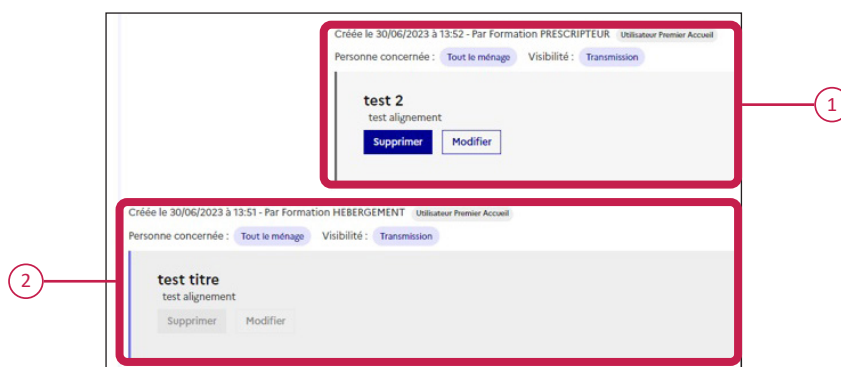 Créée le 30/06/2023 à 13:52 - Par Formation PRESCRIPTEUR Utilisateur Premier Accueil
Personne concernée : Tout le ménage Visibilité : Transmission
1
test 2
test alignement
Supprimer Modifier
Créée le 30/06/2023 à 13:51 - Par Formation HEBERGEMENT Utilisateur Premier Accueil
Personne concernée : Tout le ménage Visibilité : Transmission
2
test titre
test alignement
Supprimer Modifier